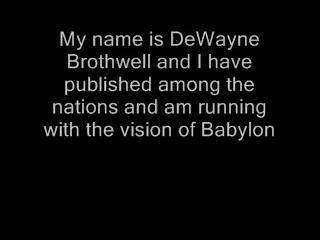 My name is DeWayne
Brothwell and I have
published among the
nations and am running
with the vision of Babylon